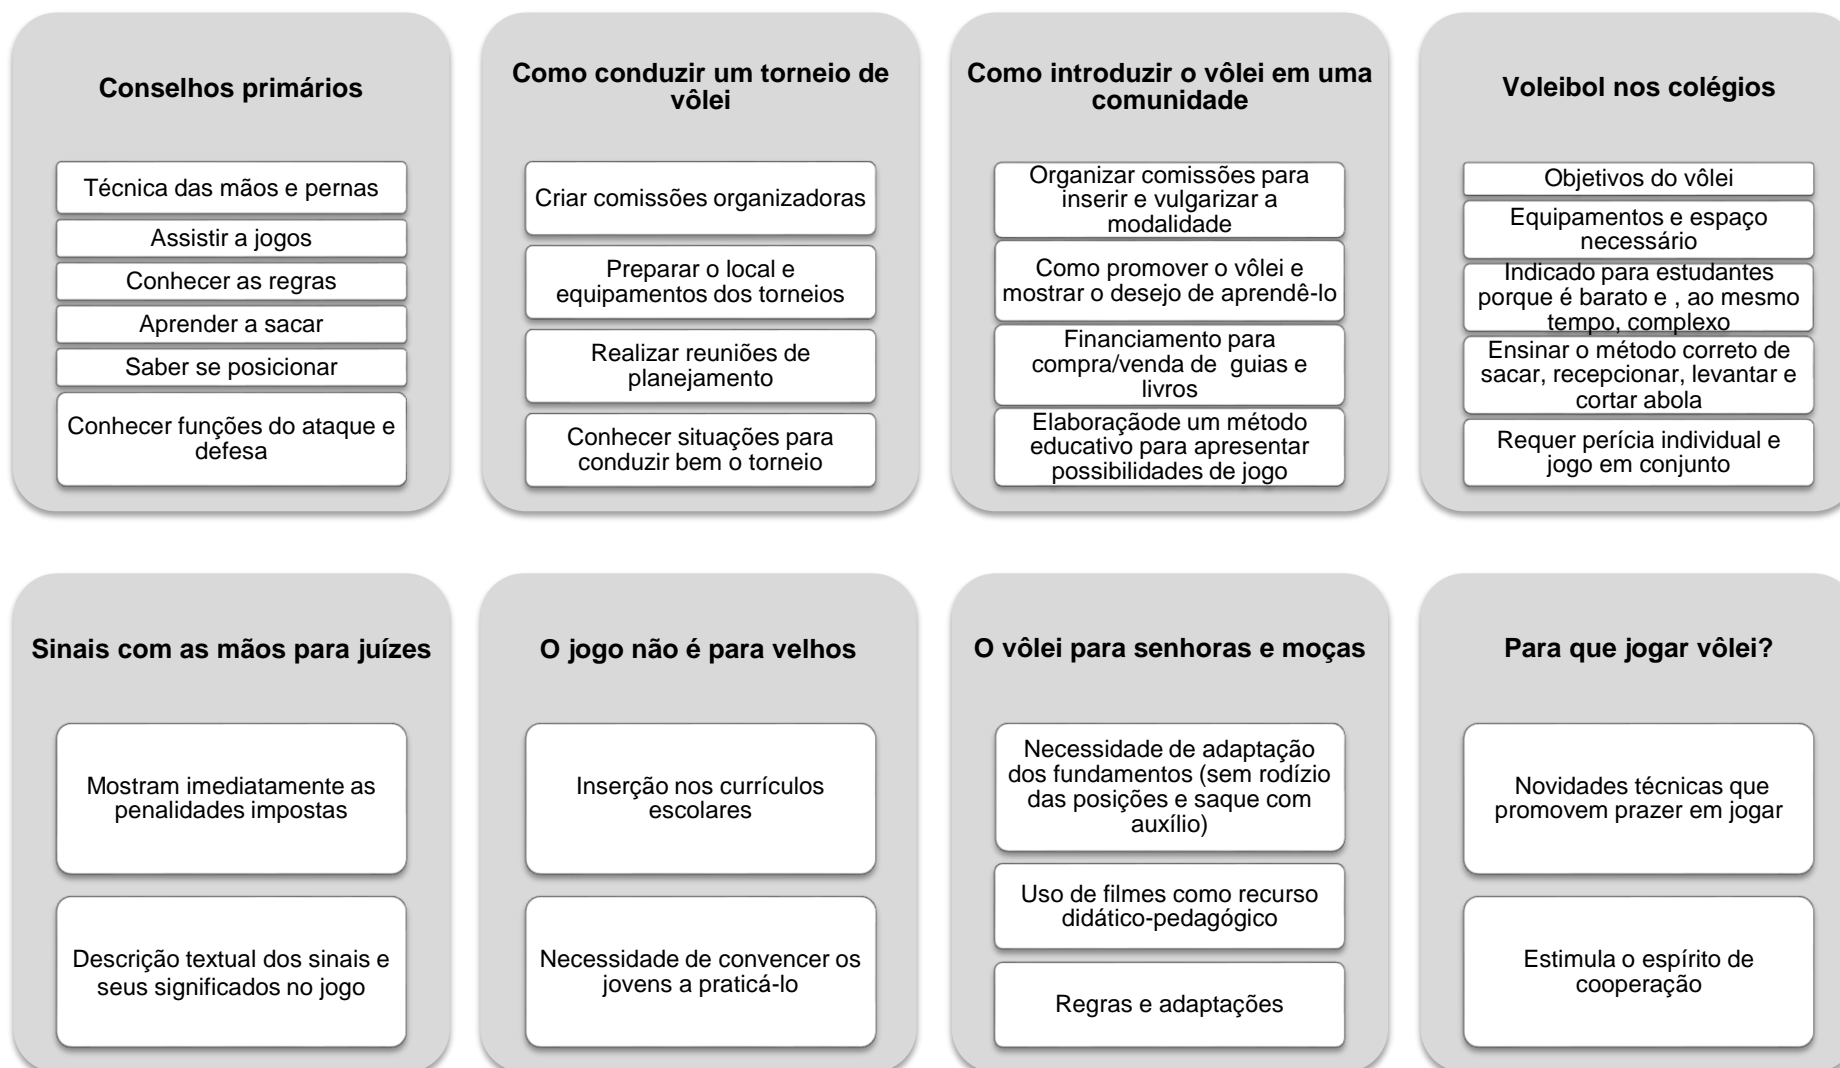 Conselhos primários
Técnica das mãos e pernas
Assistir a jogos
Conhecer as regras
Aprender a sacar
Saber se posicionar
Conhecer funções do ataque e
defesa
Como conduzir um torneio de
vôlei
Criar comissões organizadoras
Preparar o local e
equipamentos dos torneios
Realizar reuniões de
planejamento
Conhecer situações para
conduzir bem o torneio
Como introduzir o vôlei em uma
comunidade
Organizar comissões para
inserir e vulgarizar a
modalidade
Como promover o vôlei e
mostrar o desejo de aprendê-lo
Financiamento para
compra/venda de  guias e
livros
Elaboraçãode um método
educativo para apresentar
possibilidades de jogo
Voleibol nos colégios
Objetivos do vôlei
Equipamentos e espaço
necessário
Indicado para estudantes
porque é barato e , ao mesmo
tempo, complexo
Ensinar o método correto de
sacar, recepcionar, levantar e
cortar abola
Requer perícia individual e
jogo em conjunto
Sinais com as mãos para juízes
Mostram imediatamente as
penalidades impostas
Descrição textual dos sinais e
seus significados no jogo
O jogo não é para velhos
Inserção nos currículos
escolares
Necessidade de convencer os
jovens a praticá-lo
O vôlei para senhoras e moças
Necessidade de adaptação
dos fundamentos (sem rodízio
das posições e saque com
auxílio)
Uso de filmes como recurso
didático-pedagógico
Regras e adaptações
Para que jogar vôlei?
Novidades técnicas que
promovem prazer em jogar
Estimula o espírito de
cooperação